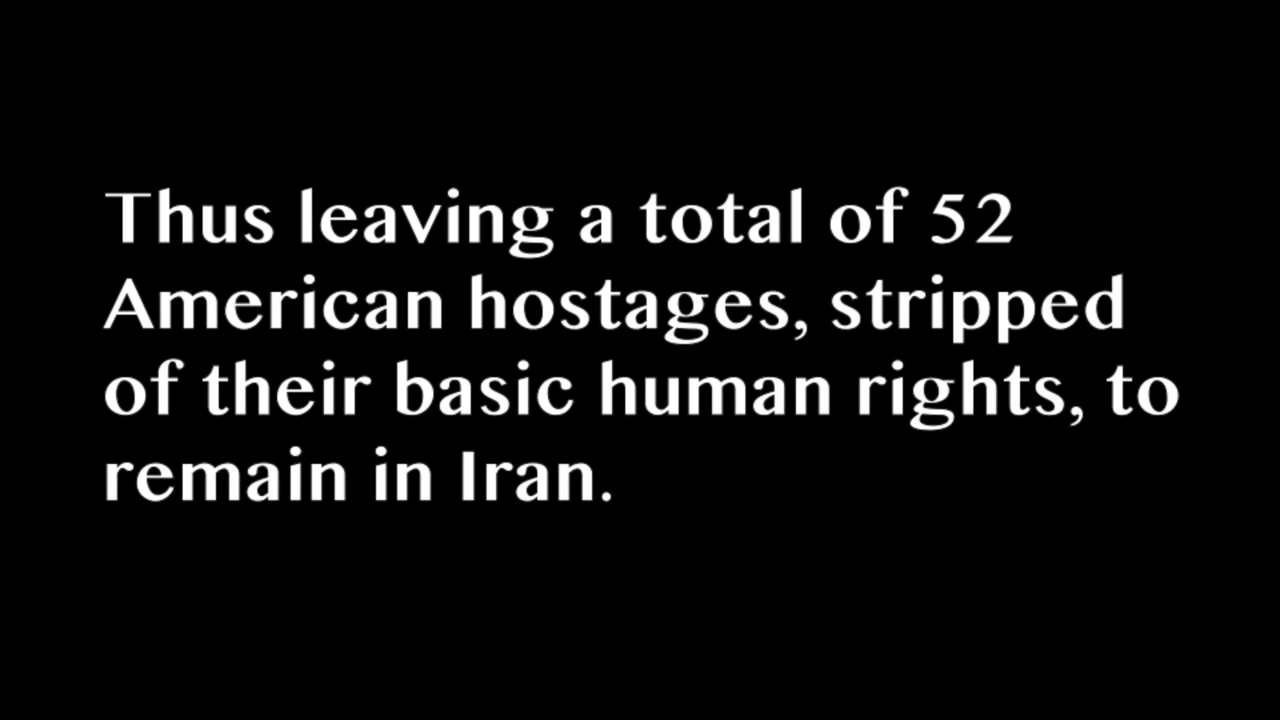 Thus leaving a total of 52
American hostages, stripped
of their basic human rights, to
remain in Iran.